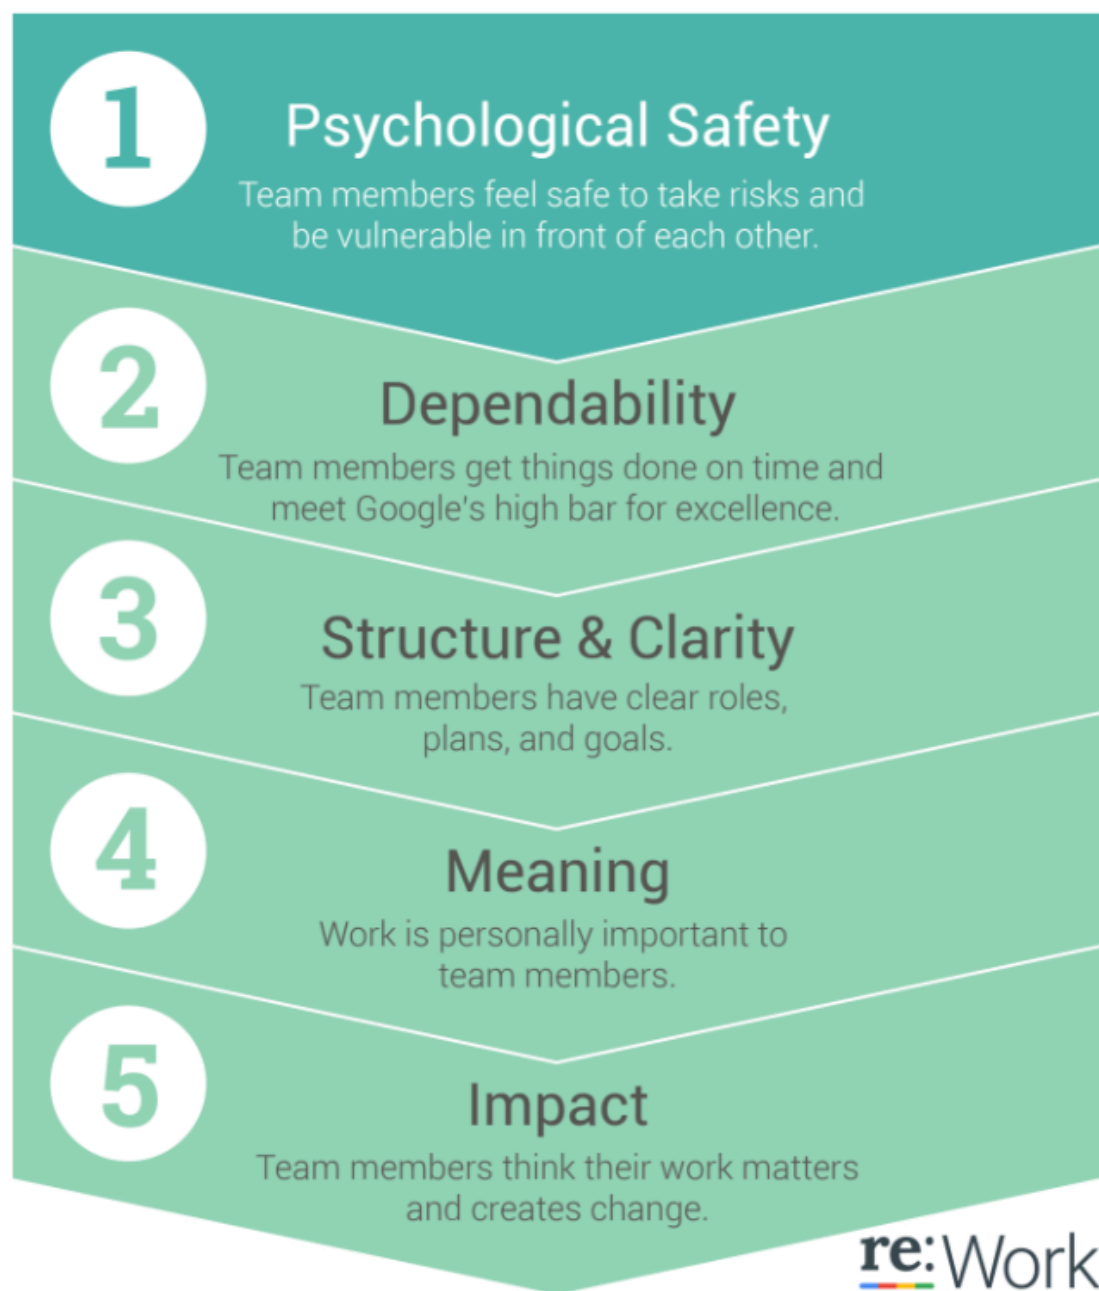 1
Psychological Safety
Team members feel safe to take risks and
be vulnerable in front of each other.
2
Dependability
Team members get things done on time and
meet Google's high bar for excellence.
3
Structure & Clarity
Team members have clear roles,
plans, and goals.
4
Meaning
Work is personally important to
team members.
5
Impact
Team members think their work matters
and creates change.
re:Work